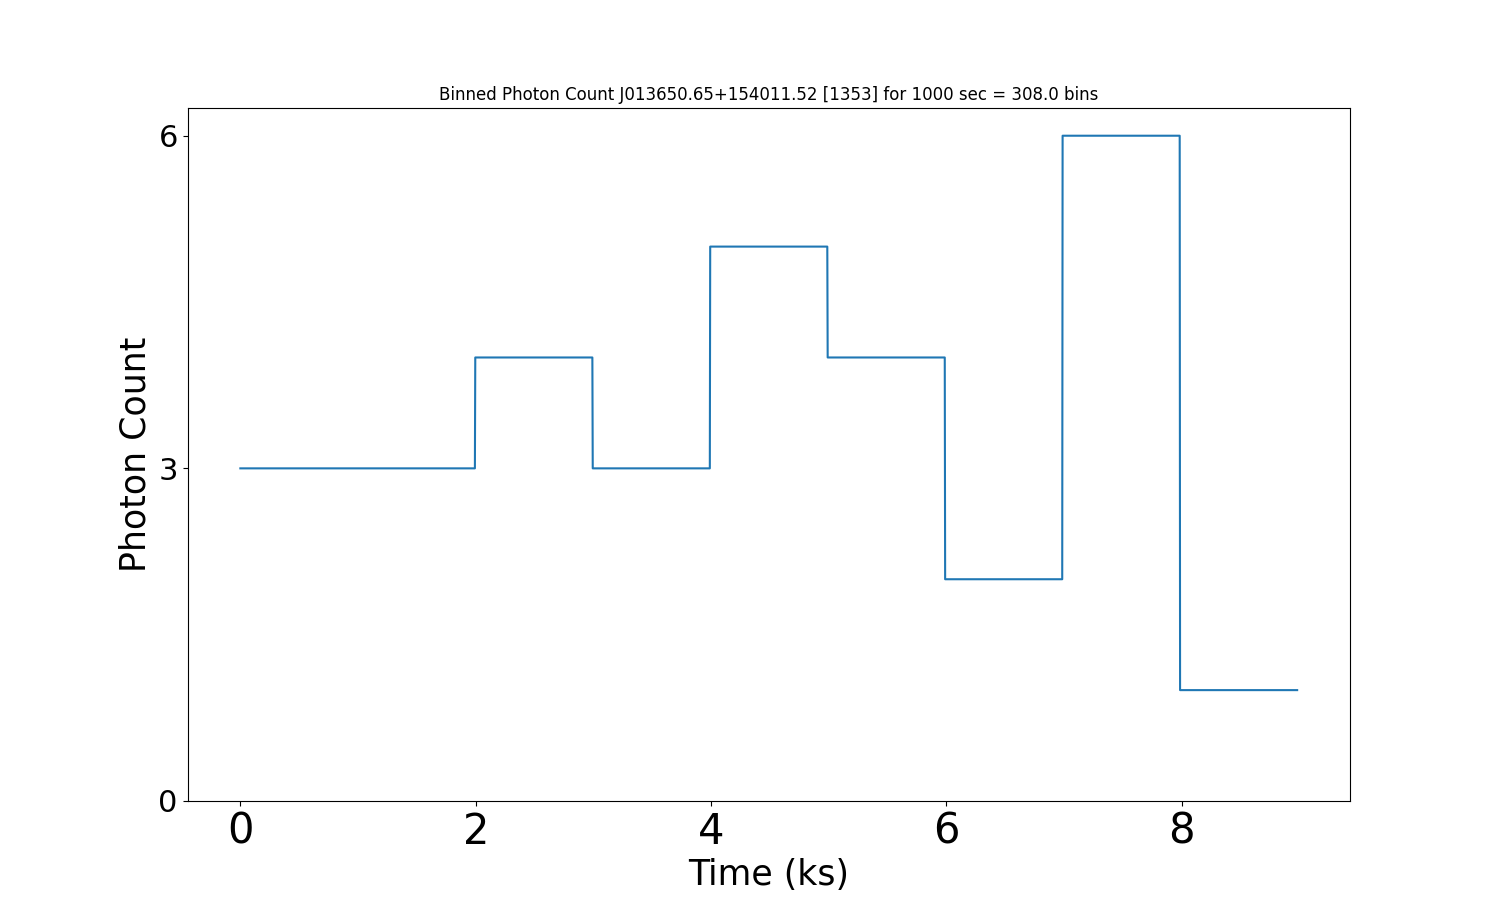 Binned Photon Count J013650.65+154011.52 [1353] for 1000 sec = 308.0 bins
6
3
0
Photon Count
0 2 4 6 8
Time (ks)